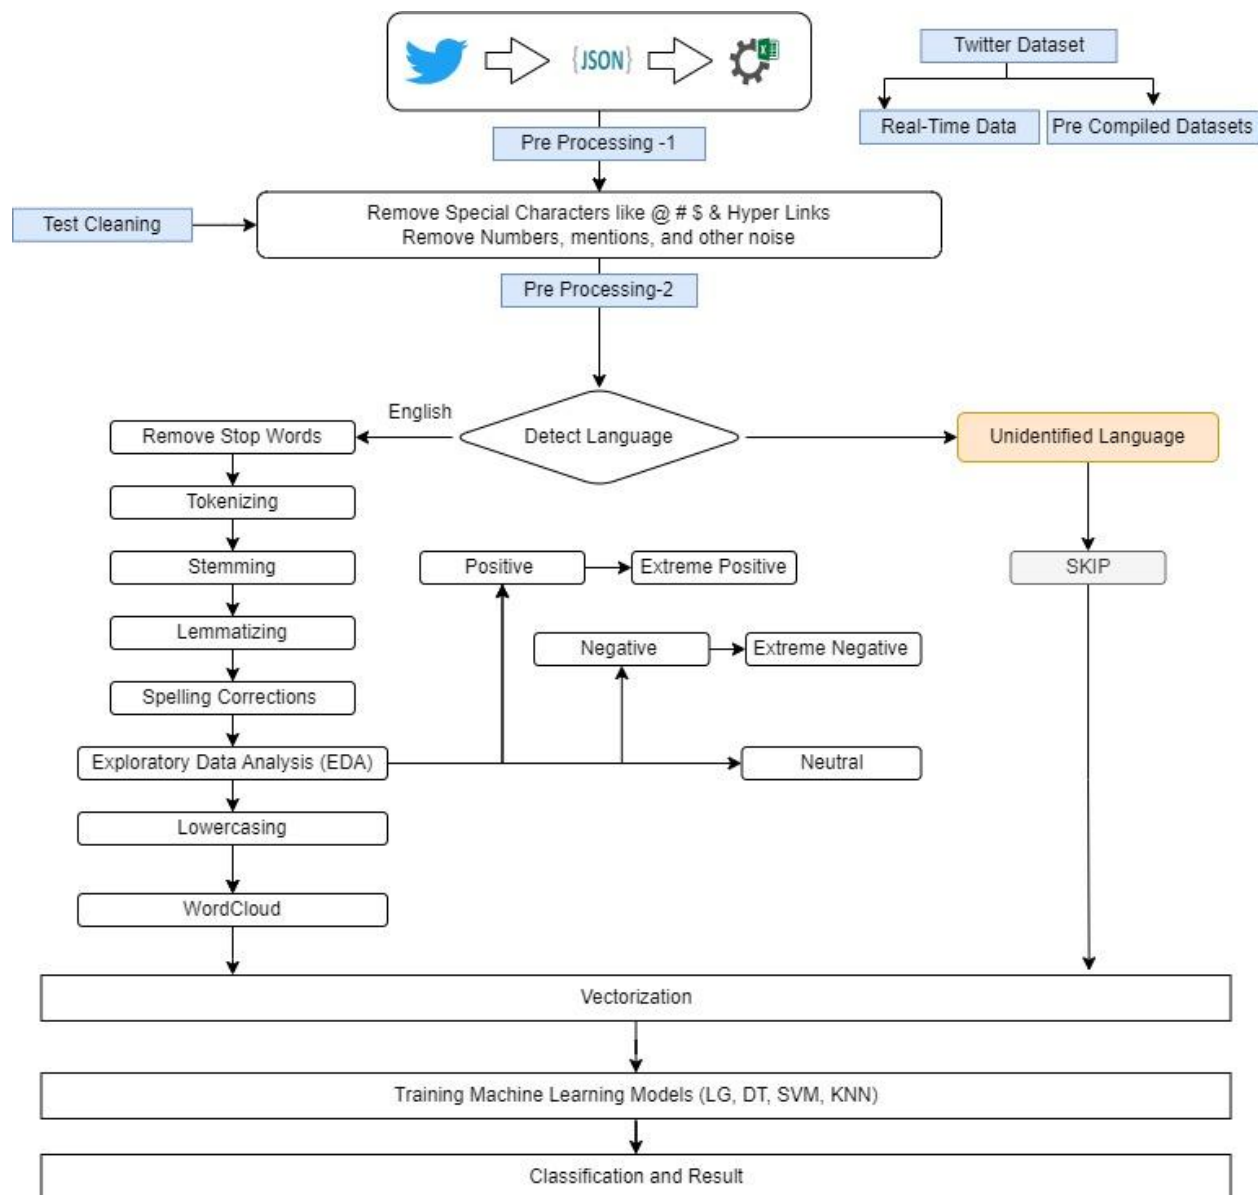 {JSON}
X
Twitter Dataset
Real-Time Data
Pre Compiled Datasets
Pre Processing -1
Test Cleaning
Remove Special Characters like @ # $ & Hyper Links
Remove Numbers, mentions, and other noise
Pre Processing-2
English
Remove Stop Words
Detect Language
Unidentified Language
Tokenizing
Stemming
Positive
Extreme Positive
SKIP
Lemmatizing
Negative
Extreme Negative
Spelling Corrections
Exploratory Data Analysis (EDA)
Neutral
Lowercasing
WordCloud
Vectorization
Training Machine Learning Models (LG, DT, SVM, KNN)
Classification and Result